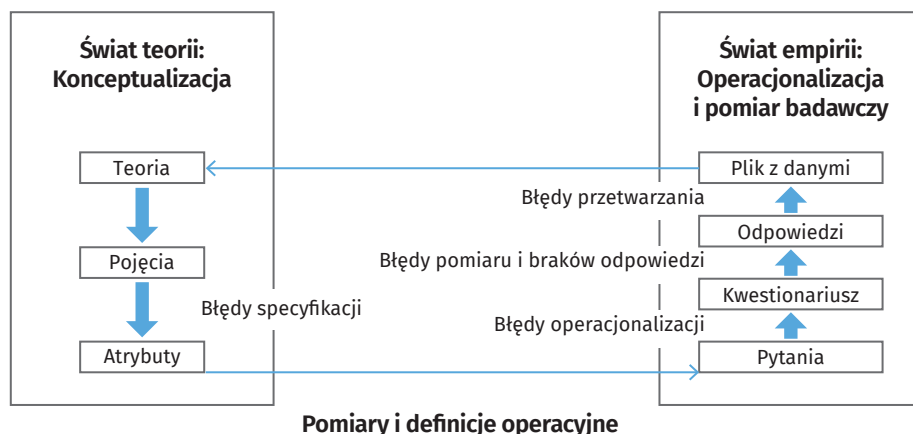 Świat teorii:
Konceptualizacja
Teoria
Pojęcia
Błędy specyfikacji
Atrybuty
Świat empirii:
Operacjonalizacja
i pomiar badawczy
Plik z danymi
Błędy przetwarzania
Odpowiedzi
Błędy pomiaru i braków odpowiedzi
Kwestionariusz
Błędy operacjonalizacji
Pytania
Pomiary i definicje operacyjne